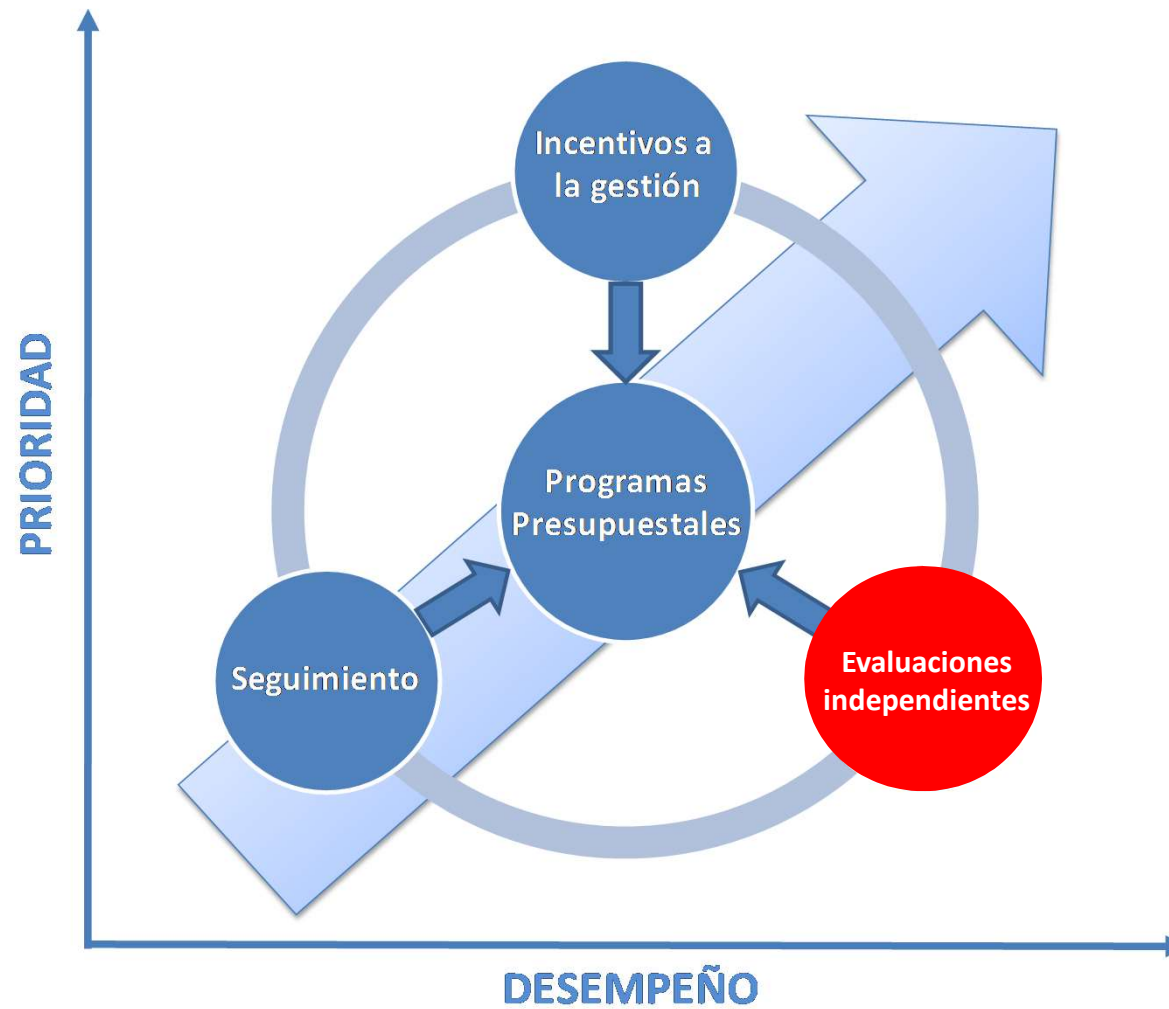 Incentivos a
la gestión
PRIORIDAD
Programas
Presupuestales
Seguimiento
Evaluaciones
independientes
DESEMPEÑO